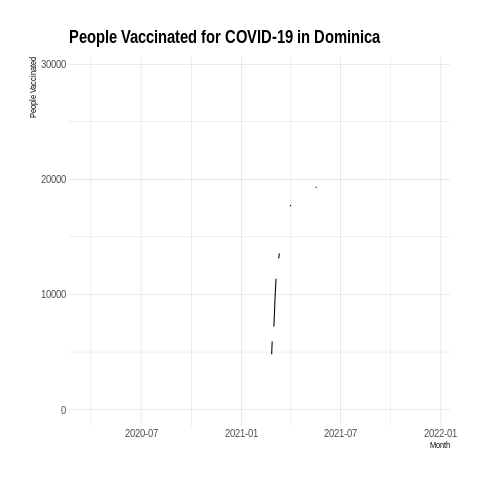 People Vaccinated for COVID-19 in Dominica
People Vaccinated
30000
20000
10000
0
2020-07 2021-01 2021-07 2022-01
Month